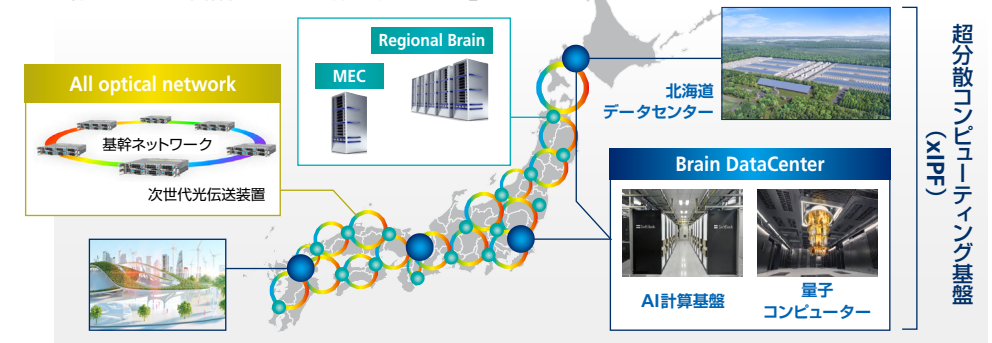 Regional Brain
MEC
All optical network
基幹ネットワーク
次世代光伝送装置
北海道
データセンター
Brain DataCenter
SoftBank
SoftBank
AI計算基盤
量子
コンピューター
超分散コンピューティング基盤
(xIPF)